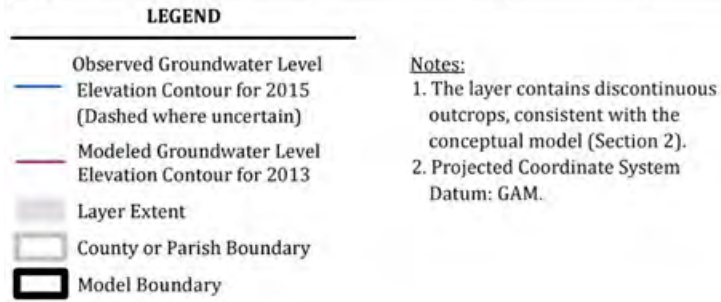 LEGEND
Observed Groundwater Level
Elevation Contour for 2015
(Dashed where uncertain)
Modeled Groundwater Level
Elevation Contour for 2013
Layer Extent
County or Parish Boundary
Model Boundary
Notes:
1. The layer contains discontinuous
outcrops, consistent with the
conceptual model (Section 2).
2. Projected Coordinate System
Datum: GAM.